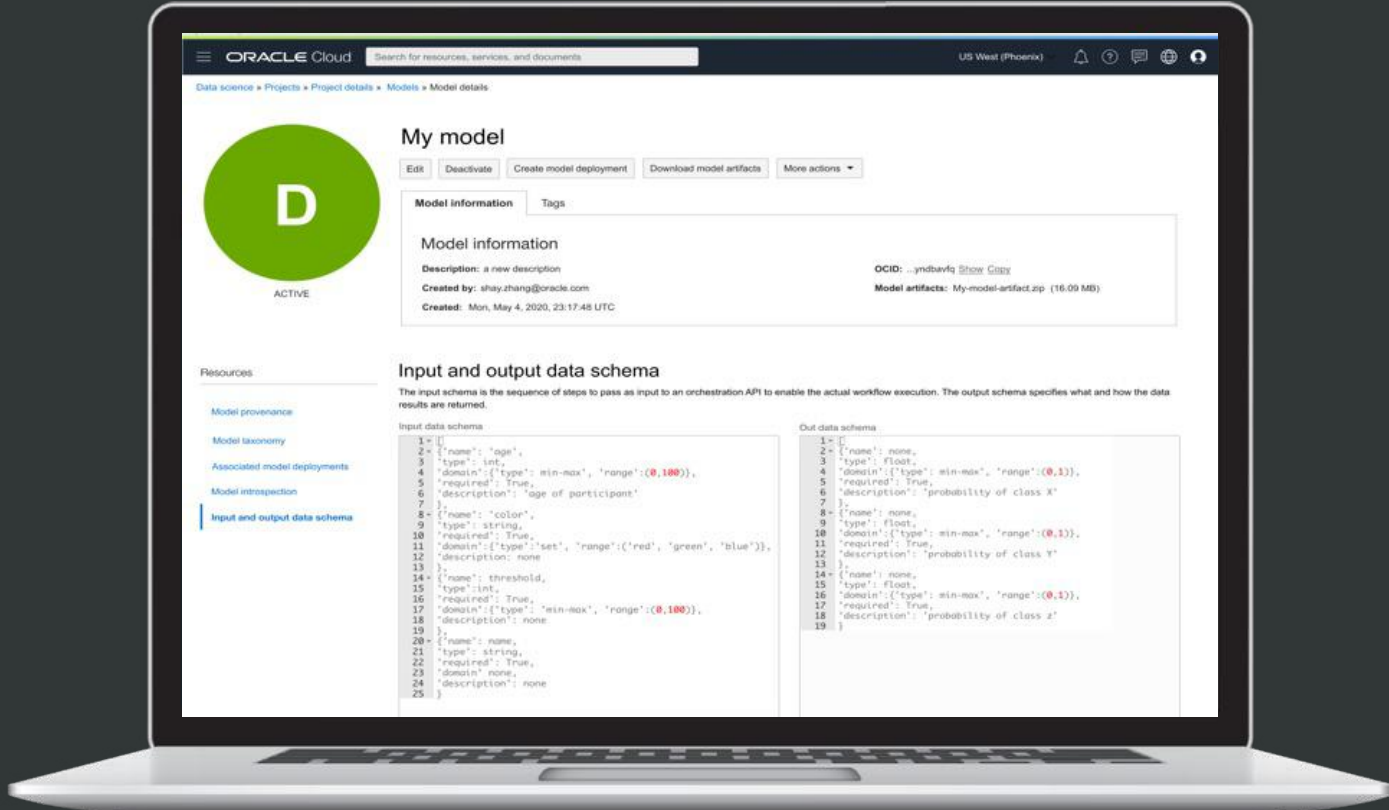 ORACLE Cloud Search for resources, services, and documents US West (Phoenix)
Data science » Projects » Project details » Models » Model details
D
ACTIVE
My model
Edit Deactivate Create model deployment Download model artifacts More actions
Model information Tags
Model information
Description: a new description
Created by: shay.zhang@oracle.com
Created: Mon, May 4, 2020, 23:17:48 UTC
OCID: ...yndbavfq Show Copy
Model artifacts: My-model-artifact.zip (16.09 MB)
Resources
Model provenance
Model taxonomy
Associated model deployments
Model introspection
Input and output data schema
Input and output data schema
The input schema is the sequence of steps to pass as input to an orchestration API to enable the actual workflow execution. The output schema specifies what and how the data
results are returned.
Input data schema
1 [
2 {'name': 'age',
3 'type': int,
4 'domain':{'type': min-max', 'range':(0,100)},
5 'required': True,
6 'description': 'age of participant'
7 },
8 {'name': 'color',
9 'type': string,
10 'required': True,
11 'domain':{'type':'set', 'range':('red', 'green', 'blue')},
12 'description: none
13 },
14 {'name': threshold,
15 'type':int,
16 'required': True,
17 'domain':{'type': 'min-max', 'range':(0,100)},
18 'description': none
19 },
20 {'name': name,
21 'type': string,
22 'required': True,
23 'domain' none,
24 'description': none
25 }
Out data schema
1 [
2 {'name': none,
3 'type': float,
4 'domain':{'type': min-max', 'range':(0,1)},
5 'required': True,
6 'description': 'probability of class X'
7 },
8 {'name': none,
9 'type': float,
10 'domain':{'type': min-max', 'range':(0,1)},
11 'required': True,
12 'description': 'probability of class Y'
13 },
14 {'name': none,
15 'type': float,
16 'domain':{'type': min-max', 'range':(0,1)},
17 'required': True,
18 'description': 'probability of class z'
19 }